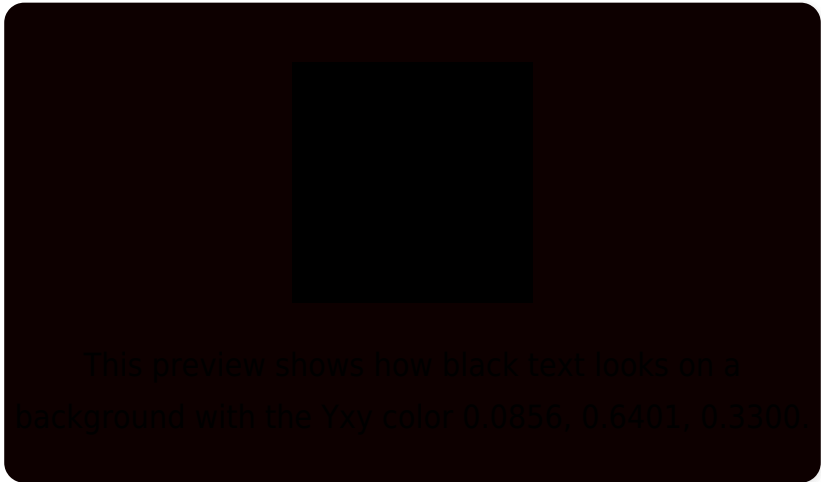 This preview shows how black text looks on a
background with the Yxy color 0.0856, 0.6401, 0.3300.